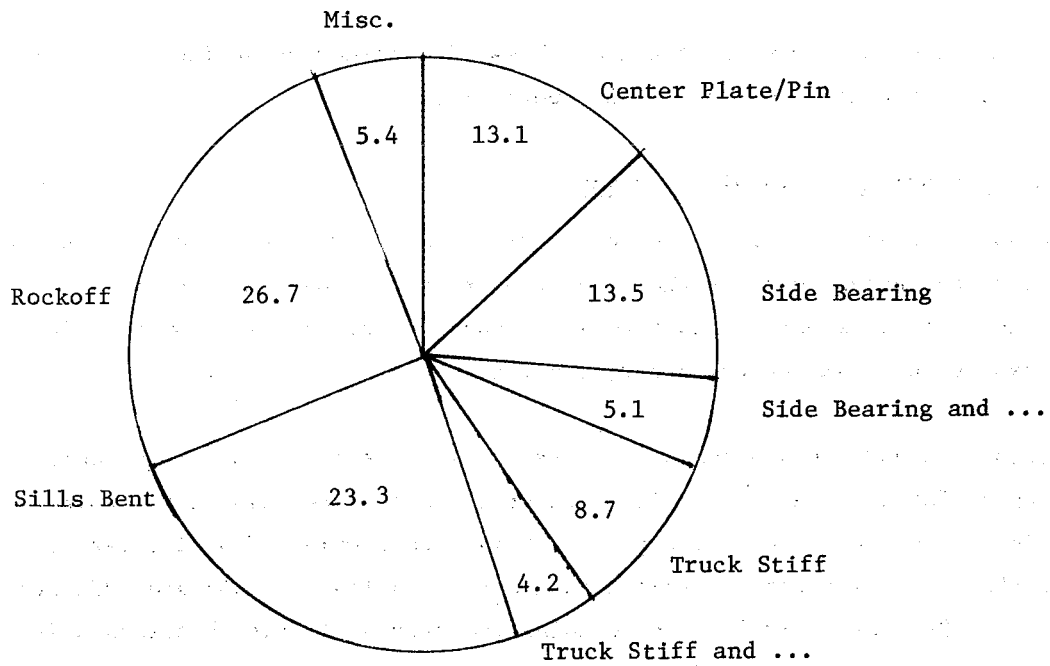 Misc.
Center Plate/Pin
5.4
13.1
Rockoff
26.7
13.5
Side Bearing
5.1
Side Bearing and ...
Sills Bent
23.3
8.7
Truck Stiff
4.2
Truck Stiff and ...